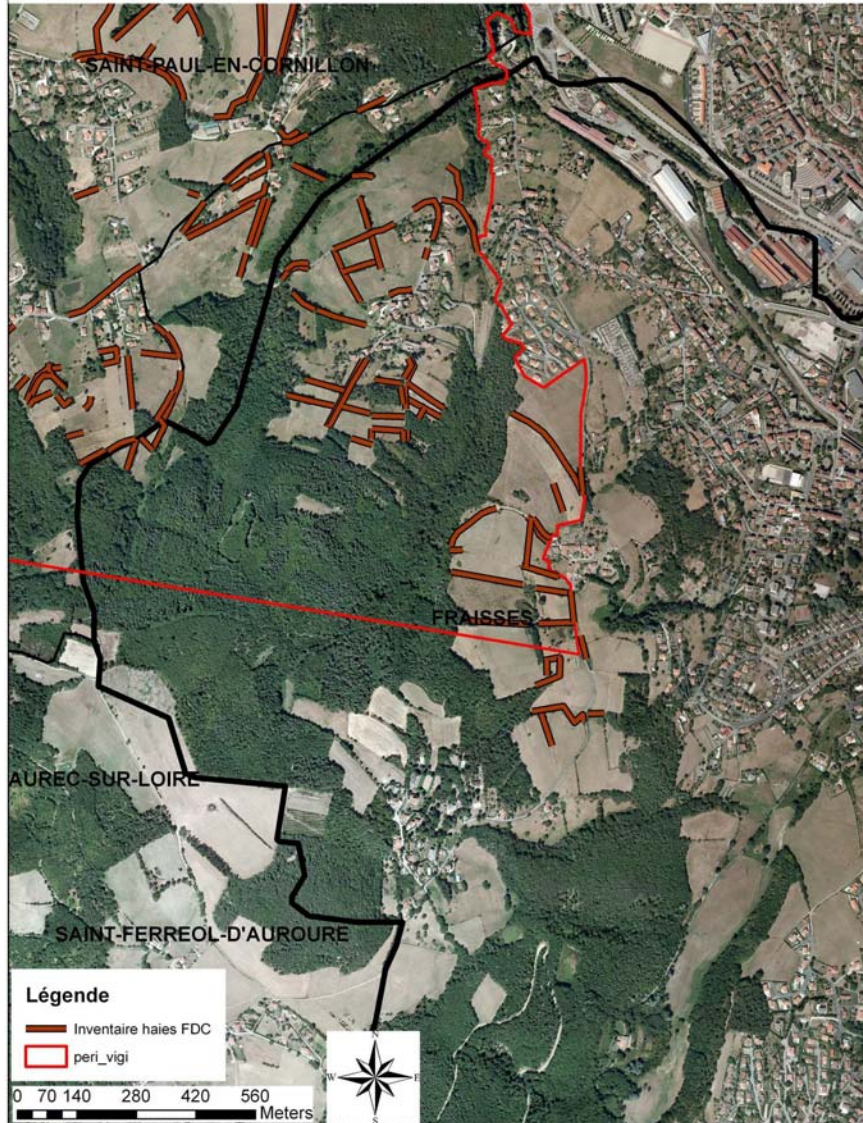 SAINT-PAUL-EN-CORNILLON
FRAISSES
AUREC-SUR-LOIRE
SAINT-FERREOL-D'AUROURE
Légende
Inventaire haies FDC
peri_vigi
N
W E
S
0 70 140 280 420 560
Meters